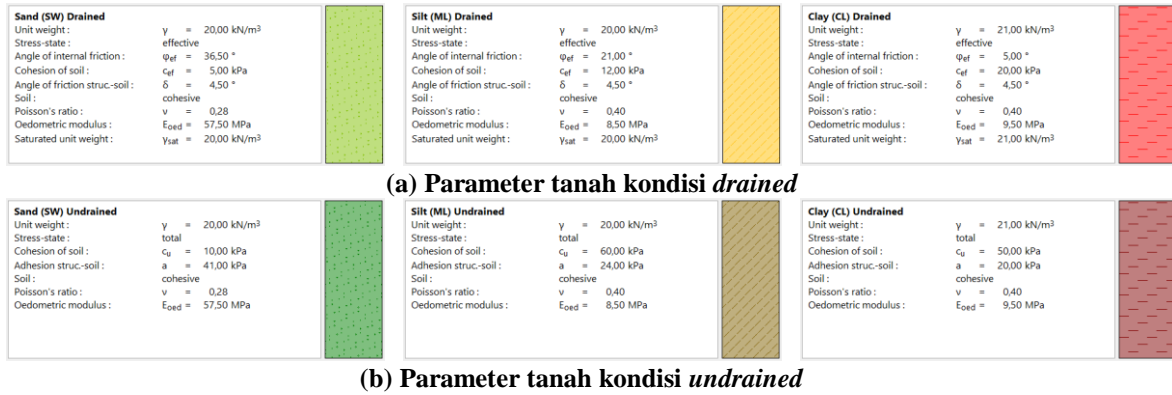 Sand (SW) Drained
Unit weight : γ = 20,00 kN/m³
Stress-state : effective
Angle of internal friction : φef = 36,50 °
Cohesion of soil : cef = 5,00 kPa
Angle of friction struc.-soil : δ = 4,50 °
Soil : cohesive
Poisson's ratio : ν = 0,28
Oedometric modulus : Eoed = 57,50 MPa
Saturated unit weight : γsat = 20,00 kN/m³
Silt (ML) Drained
Unit weight : γ = 20,00 kN/m³
Stress-state : effective
Angle of internal friction : φef = 21,00 °
Cohesion of soil : cef = 12,00 kPa
Angle of friction struc.-soil : δ = 4,50 °
Soil : cohesive
Poisson's ratio : ν = 0,40
Oedometric modulus : Eoed = 8,50 MPa
Saturated unit weight : γsat = 20,00 kN/m³
Clay (CL) Drained
Unit weight : γ = 21,00 kN/m³
Stress-state : effective
Angle of internal friction : φef = 5,00 °
Cohesion of soil : cef = 20,00 kPa
Angle of friction struc.-soil : δ = 4,50 °
Soil : cohesive
Poisson's ratio : ν = 0,40
Oedometric modulus : Eoed = 9,50 MPa
Saturated unit weight : γsat = 21,00 kN/m³
(a) Parameter tanah kondisi drained
Sand (SW) Undrained
Unit weight : γ = 20,00 kN/m³
Stress-state : total
Cohesion of soil : cu = 10,00 kPa
Adhesion struc.-soil : a = 41,00 kPa
Soil : cohesive
Poisson's ratio : ν = 0,28
Oedometric modulus : Eoed = 57,50 MPa
Silt (ML) Undrained
Unit weight : γ = 20,00 kN/m³
Stress-state : total
Cohesion of soil : cu = 60,00 kPa
Adhesion struc.-soil : a = 24,00 kPa
Soil : cohesive
Poisson's ratio : ν = 0,40
Oedometric modulus : Eoed = 8,50 MPa
Clay (CL) Undrained
Unit weight : γ = 21,00 kN/m³
Stress-state : total
Cohesion of soil : cu = 50,00 kPa
Adhesion struc.-soil : a = 20,00 kPa
Soil : cohesive
Poisson's ratio : ν = 0,40
Oedometric modulus : Eoed = 9,50 MPa
(b) Parameter tanah kondisi undrained